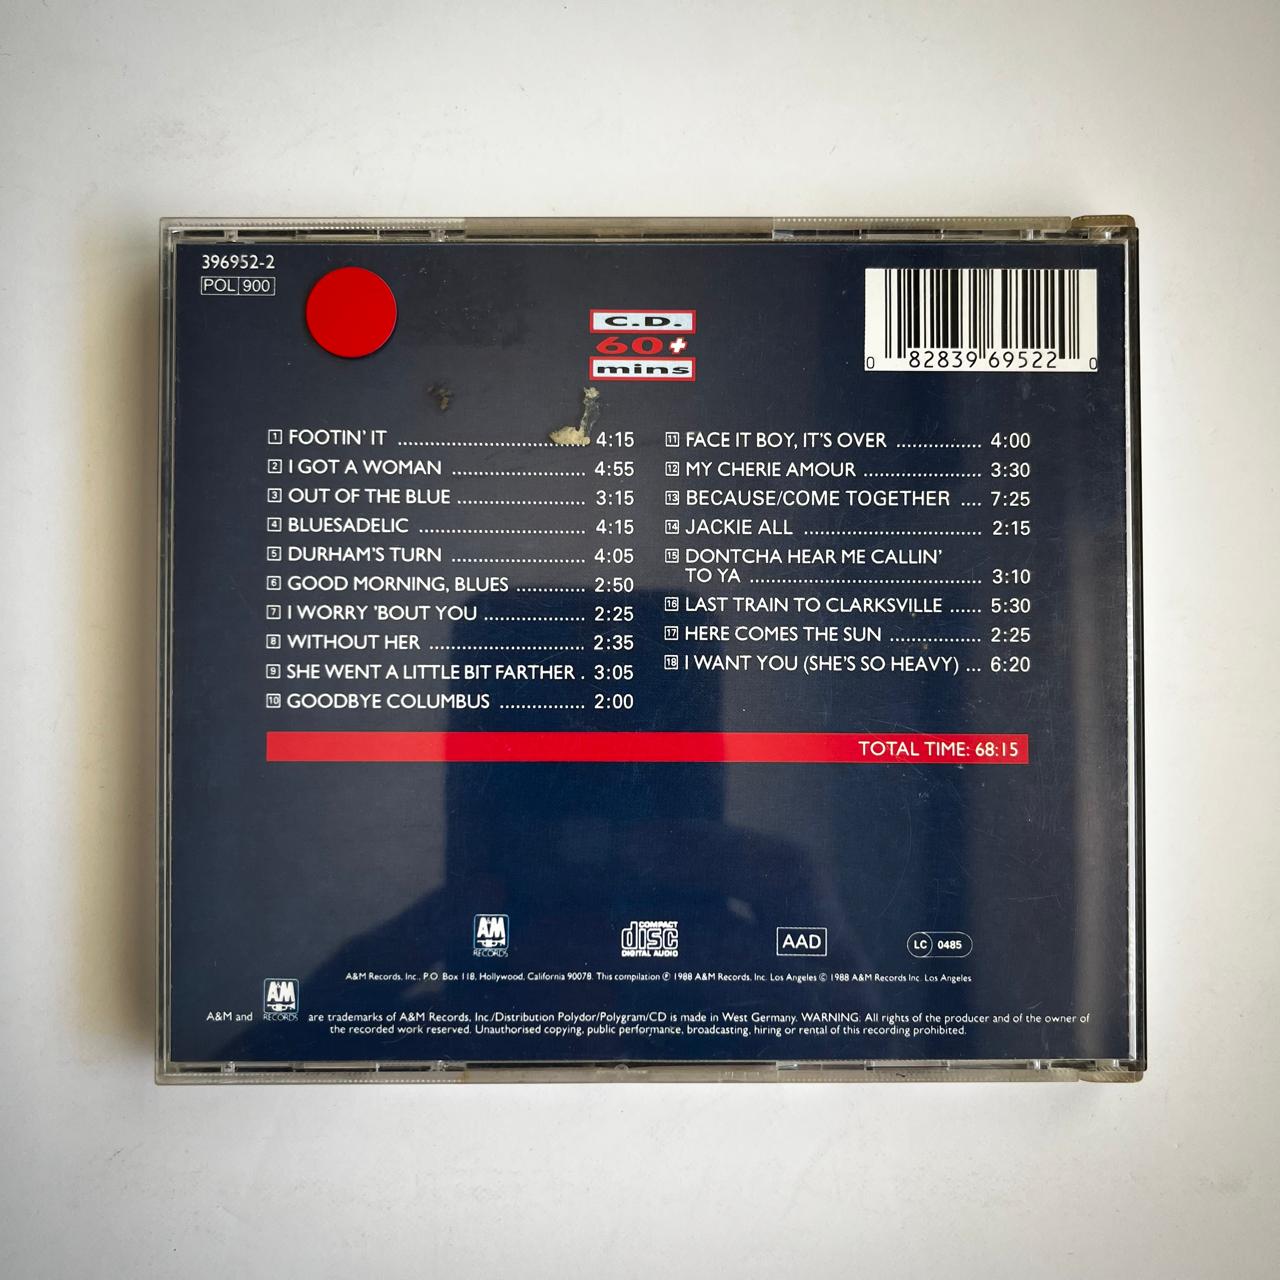 396952-2
POL 900
C.D.
60+
mins
0 82839 69522 0
1 FOOTIN' IT ........................... 4:15
2 I GOT A WOMAN ..................... 4:55
3 OUT OF THE BLUE .................... 3:15
4 BLUESADELIC .......................... 4:15
5 DURHAM'S TURN ..................... 4:05
6 GOOD MORNING, BLUES ........... 2:50
7 I WORRY 'BOUT YOU ................ 2:25
8 WITHOUT HER ........................ 2:35
9 SHE WENT A LITTLE BIT FARTHER . 3:05
10 GOODBYE COLUMBUS .............. 2:00
11 FACE IT BOY, IT'S OVER .............. 4:00
12 MY CHERIE AMOUR ................... 3:30
13 BECAUSE/COME TOGETHER .... 7:25
14 JACKIE ALL ............................ 2:15
15 DONTCHA HEAR ME CALLIN'
TO YA .................................... 3:10
16 LAST TRAIN TO CLARKSVILLE ...... 5:30
17 HERE COMES THE SUN ............... 2:25
18 I WANT YOU (SHE'S SO HEAVY) ... 6:20
TOTAL TIME: 68:15
A&M
RECORDS
COMPACT
disc
DIGITAL AUDIO
AAD
LC 0485
A&M Records, Inc., P.O. Box 118, Hollywood, California 90078. This compilation ℗ 1988 A&M Records, Inc. Los Angeles © 1988 A&M Records Inc. Los Angeles
A&M and A&M RECORDS are trademarks of A&M Records, Inc./Distribution Polydor/Polygram/CD is made in West Germany. WARNING: All rights of the producer and of the owner of
the recorded work reserved. Unauthorised copying, public performance, broadcasting, hiring or rental of this recording prohibited.